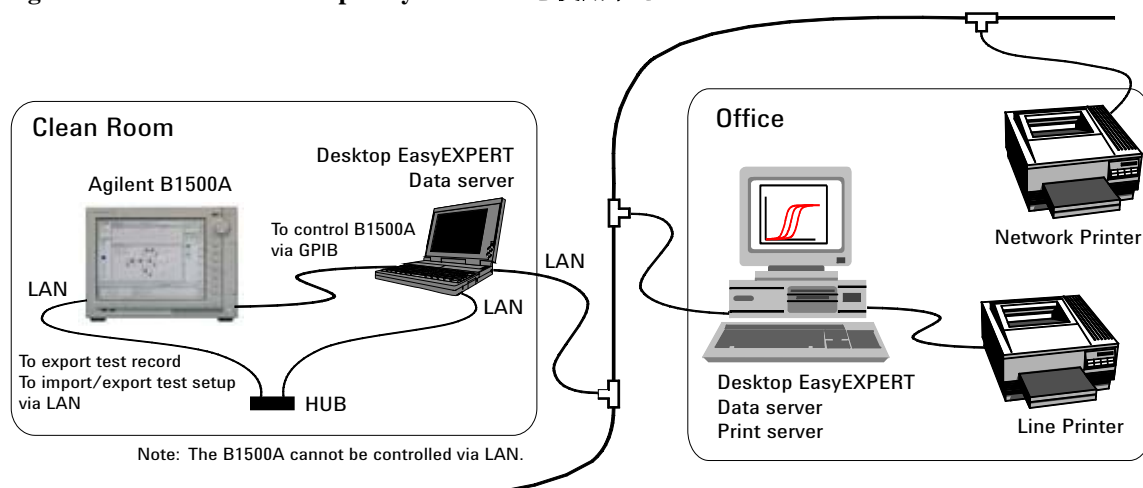 Clean Room
Agilent B1500A
Desktop EasyEXPERT
Data server
To control B1500A
via GPIB
LAN
LAN
LAN
To export test record
To import/export test setup
via LAN
HUB
Note: The B1500A cannot be controlled via LAN.
Office
Network Printer
Desktop EasyEXPERT
Data server
Print server
Line Printer